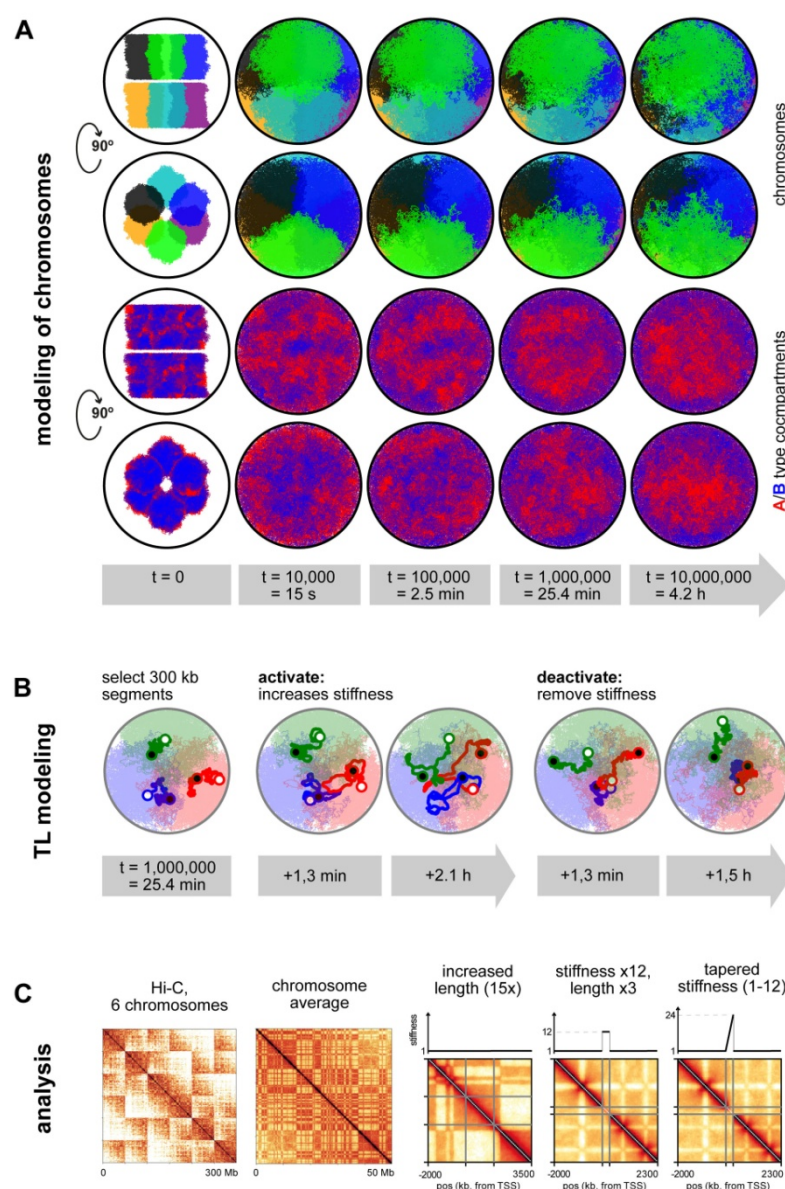 A
modeling of chromosomes
90º
90º
chromosomes
A/B type cocmpartments
t = 0
t = 10,000
= 15 s
t = 100,000
= 2.5 min
t = 1,000,000
= 25.4 min
t = 10,000,000
= 4.2 h
B
TL modeling
select 300 kb
segments
activate:
increases stiffness
deactivate:
remove stiffness
t = 1,000,000
= 25.4 min
+1,3 min
+2.1 h
+1,3 min
+1,5 h
C
analysis
Hi-C,
6 chromosomes
chromosome
average
increased
length (15x)
stiffness x12,
length x3
tapered
stiffness (1-12)
stiffness
1
12
1
24
1
0
300 Mb
0
50 Mb
-2000
3500
pos (kb, from TSS)
-2000
2300
pos (kb, from TSS)
-2000
2300
pos (kb, from TSS)